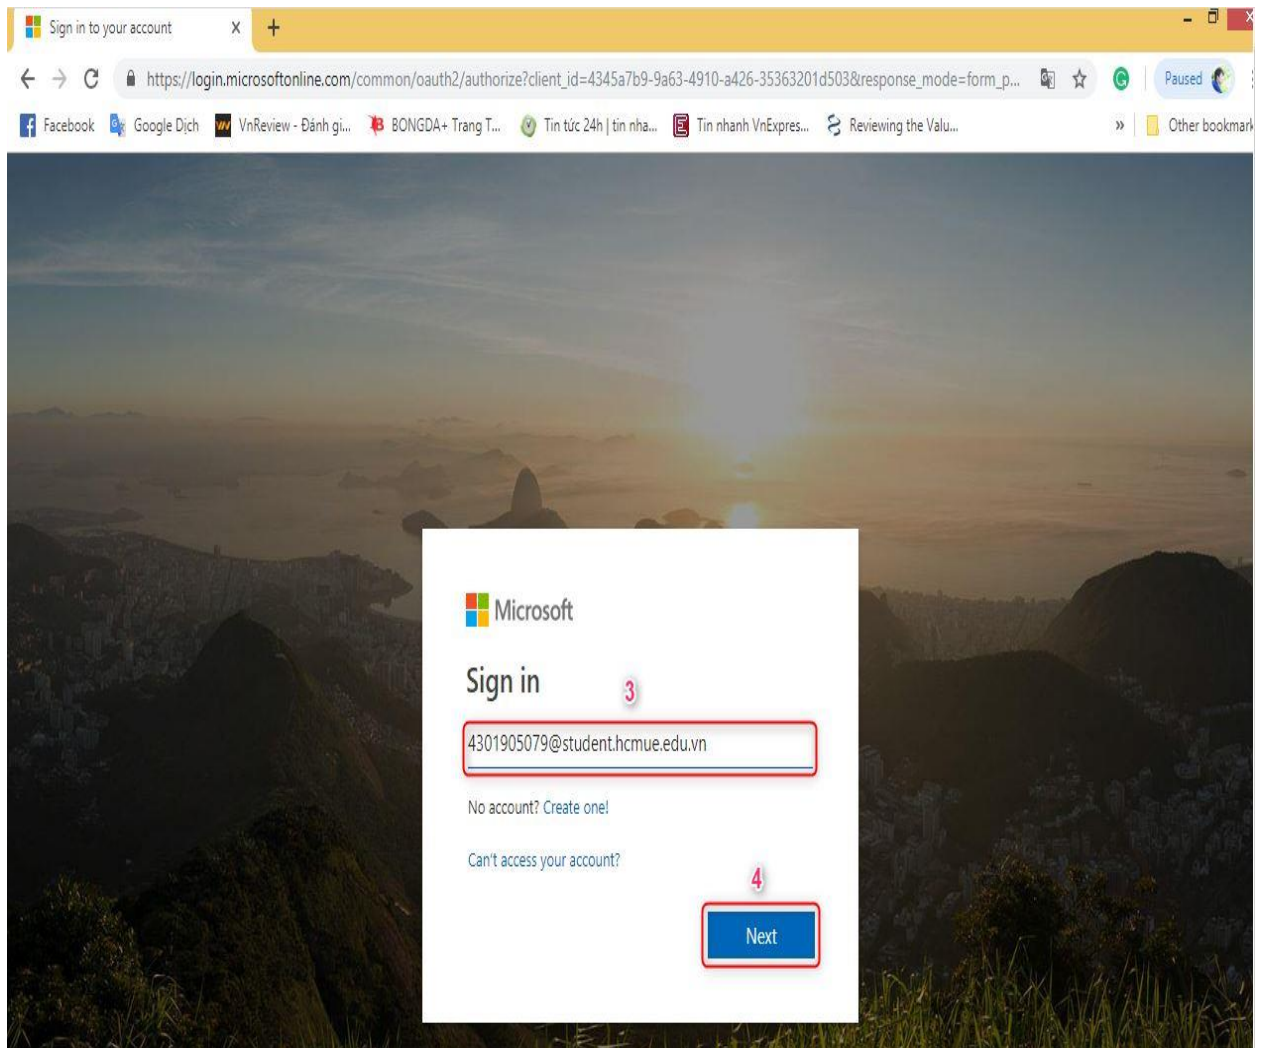 Sign in to your account
https://login.microsoftonline.com/common/oauth2/authorize?client_id=4345a7b9-9a63-4910-a426-35363201d503&response_mode=form_p...
Paused
Facebook Google Dịch VnReview - Đánh gi... BONGDA+ Trang T... Tin tức 24h | tin nha... Tin nhanh VnExpres... Reviewing the Valu... » Other bookmark
Microsoft
Sign in
3
4301905079@student.hcmue.edu.vn
No account? Create one!
Can't access your account?
4
Next